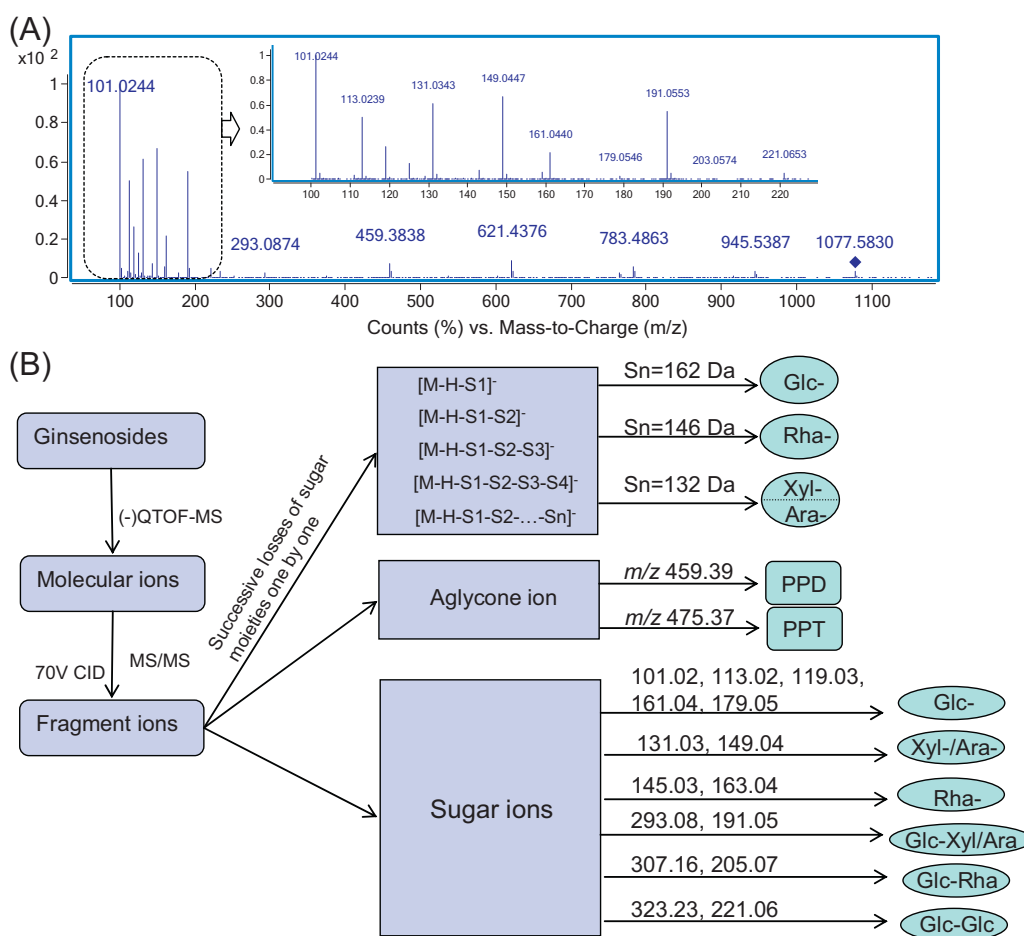 (A)
x10 2
1
0.8
0.6
0.4
0.2
0
101.0244
293.0874
459.3838
621.4376
783.4863
945.5387
1077.5830
100 200 300 400 500 600 700 800 900 1000 1100
Counts (%) vs. Mass-to-Charge (m/z)
1
0.8
0.6
0.4
0.2
0
101.0244
113.0239
131.0343
149.0447
161.0440
179.0546
191.0553
203.0574
221.0653
100 110 120 130 140 150 160 170 180 190 200 210 220
(B)
Ginsenosides
(-)QTOF-MS
Molecular ions
70V CID
MS/MS
Fragment ions
Successive losses of sugar
moieties one by one
[M-H-S1]-
[M-H-S1-S2]-
[M-H-S1-S2-S3]-
[M-H-S1-S2-S3-S4]-
[M-H-S1-S2-…-Sn]-
Sn=162 Da
Glc-
Sn=146 Da
Rha-
Sn=132 Da
Xyl-
Ara-
Aglycone ion
m/z 459.39
PPD
m/z 475.37
PPT
Sugar ions
101.02, 113.02, 119.03,
161.04, 179.05
Glc-
131.03, 149.04
Xyl-/Ara-
145.03, 163.04
Rha-
293.08, 191.05
Glc-Xyl/Ara
307.16, 205.07
Glc-Rha
323.23, 221.06
Glc-Glc